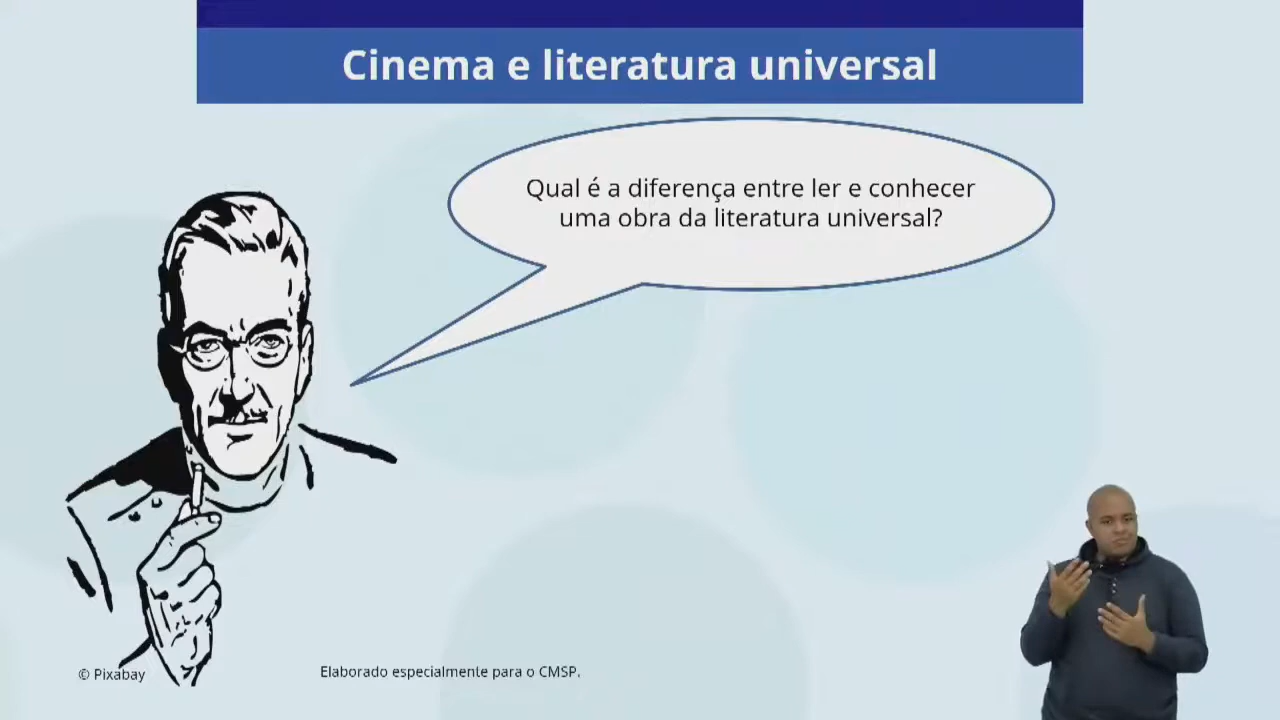 Cinema e literatura universal
Qual é a diferença entre ler e conhecer
uma obra da literatura universal?
© Pixabay
Elaborado especialmente para o CMSP.